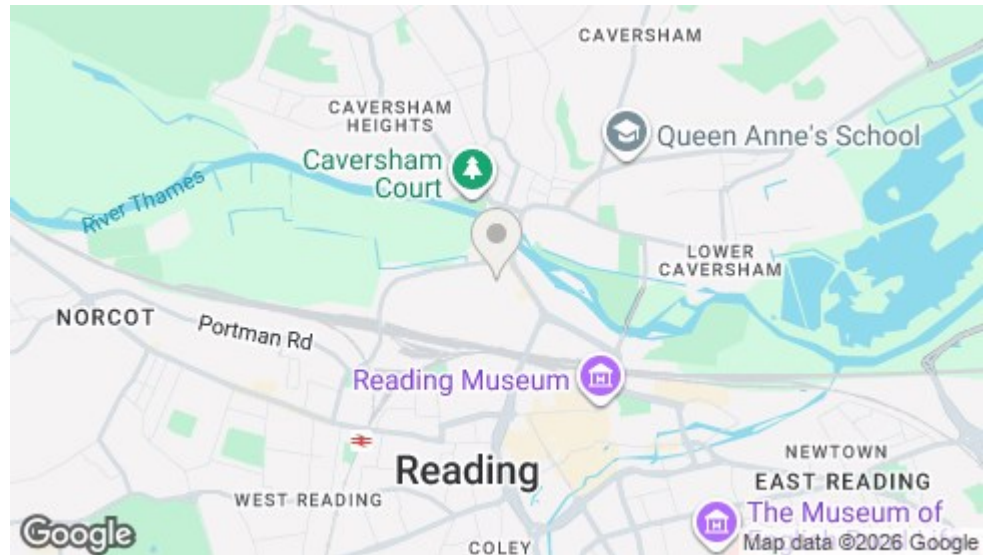 CAVERSHAM
CAVERSHAM
HEIGHTS
Queen Anne's School
Caversham
Court
River Thames
LOWER
CAVERSHAM
NORCOT
Portman Rd
Reading Museum
Reading
NEWTOWN
EAST READING
WEST READING
The Museum of
COLEY
Google
Map data ©2026 Google